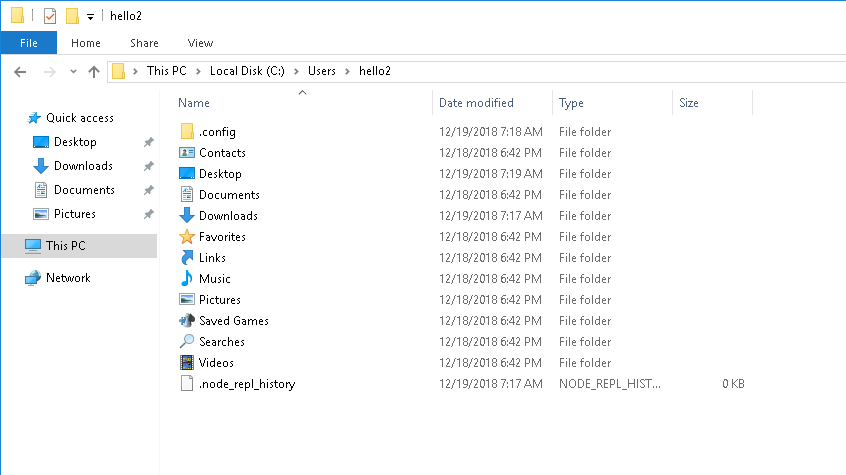 hello2
File Home Share View
This PC Local Disk (C:) Users hello2
Name Date modified Type Size
Quick access
Desktop
Downloads
Documents
Pictures
This PC
Network
.config 12/19/2018 7:18 AM File folder
Contacts 12/18/2018 6:42 PM File folder
Desktop 12/19/2018 7:19 AM File folder
Documents 12/18/2018 6:42 PM File folder
Downloads 12/19/2018 7:17 AM File folder
Favorites 12/18/2018 6:42 PM File folder
Links 12/18/2018 6:42 PM File folder
Music 12/18/2018 6:42 PM File folder
Pictures 12/18/2018 6:42 PM File folder
Saved Games 12/18/2018 6:42 PM File folder
Searches 12/18/2018 6:42 PM File folder
Videos 12/18/2018 6:42 PM File folder
.node_repl_history 12/19/2018 7:17 AM NODE_REPL_HIST... 0 KB